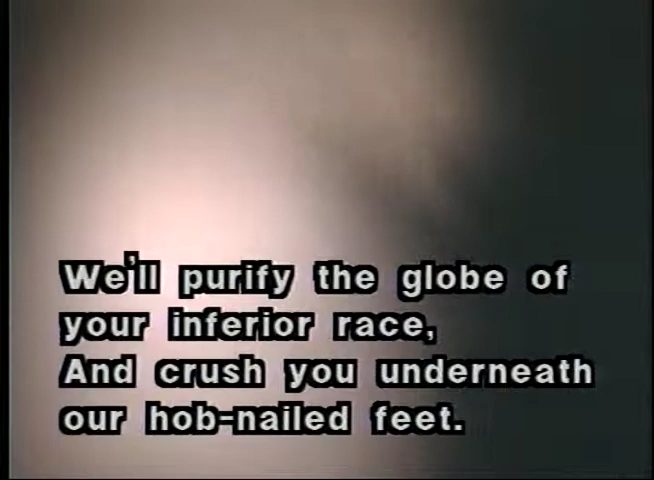 We'll purify the globe of
your inferior race,
And crush you underneath
our hob-nailed feet.